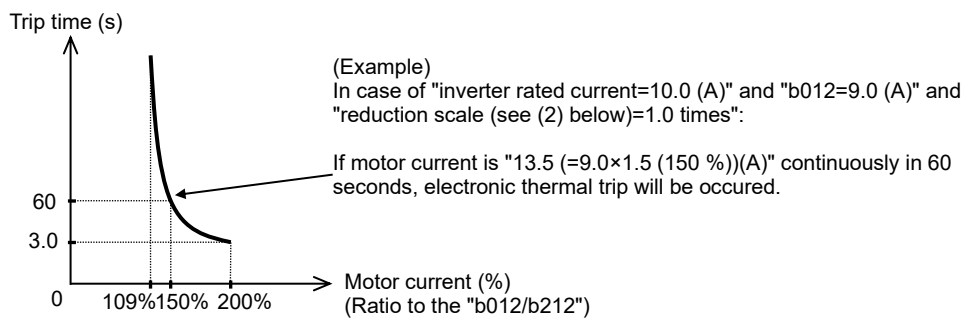 Trip time (s)
(Example)
In case of "inverter rated current=10.0 (A)" and "b012=9.0 (A)" and
"reduction scale (see (2) below)=1.0 times":
If motor current is "13.5 (=9.0×1.5 (150 %))(A)" continuously in 60
seconds, electronic thermal trip will be occured.
60
3.0
0
109%
150%
200%
Motor current (%)
(Ratio to the "b012/b212")